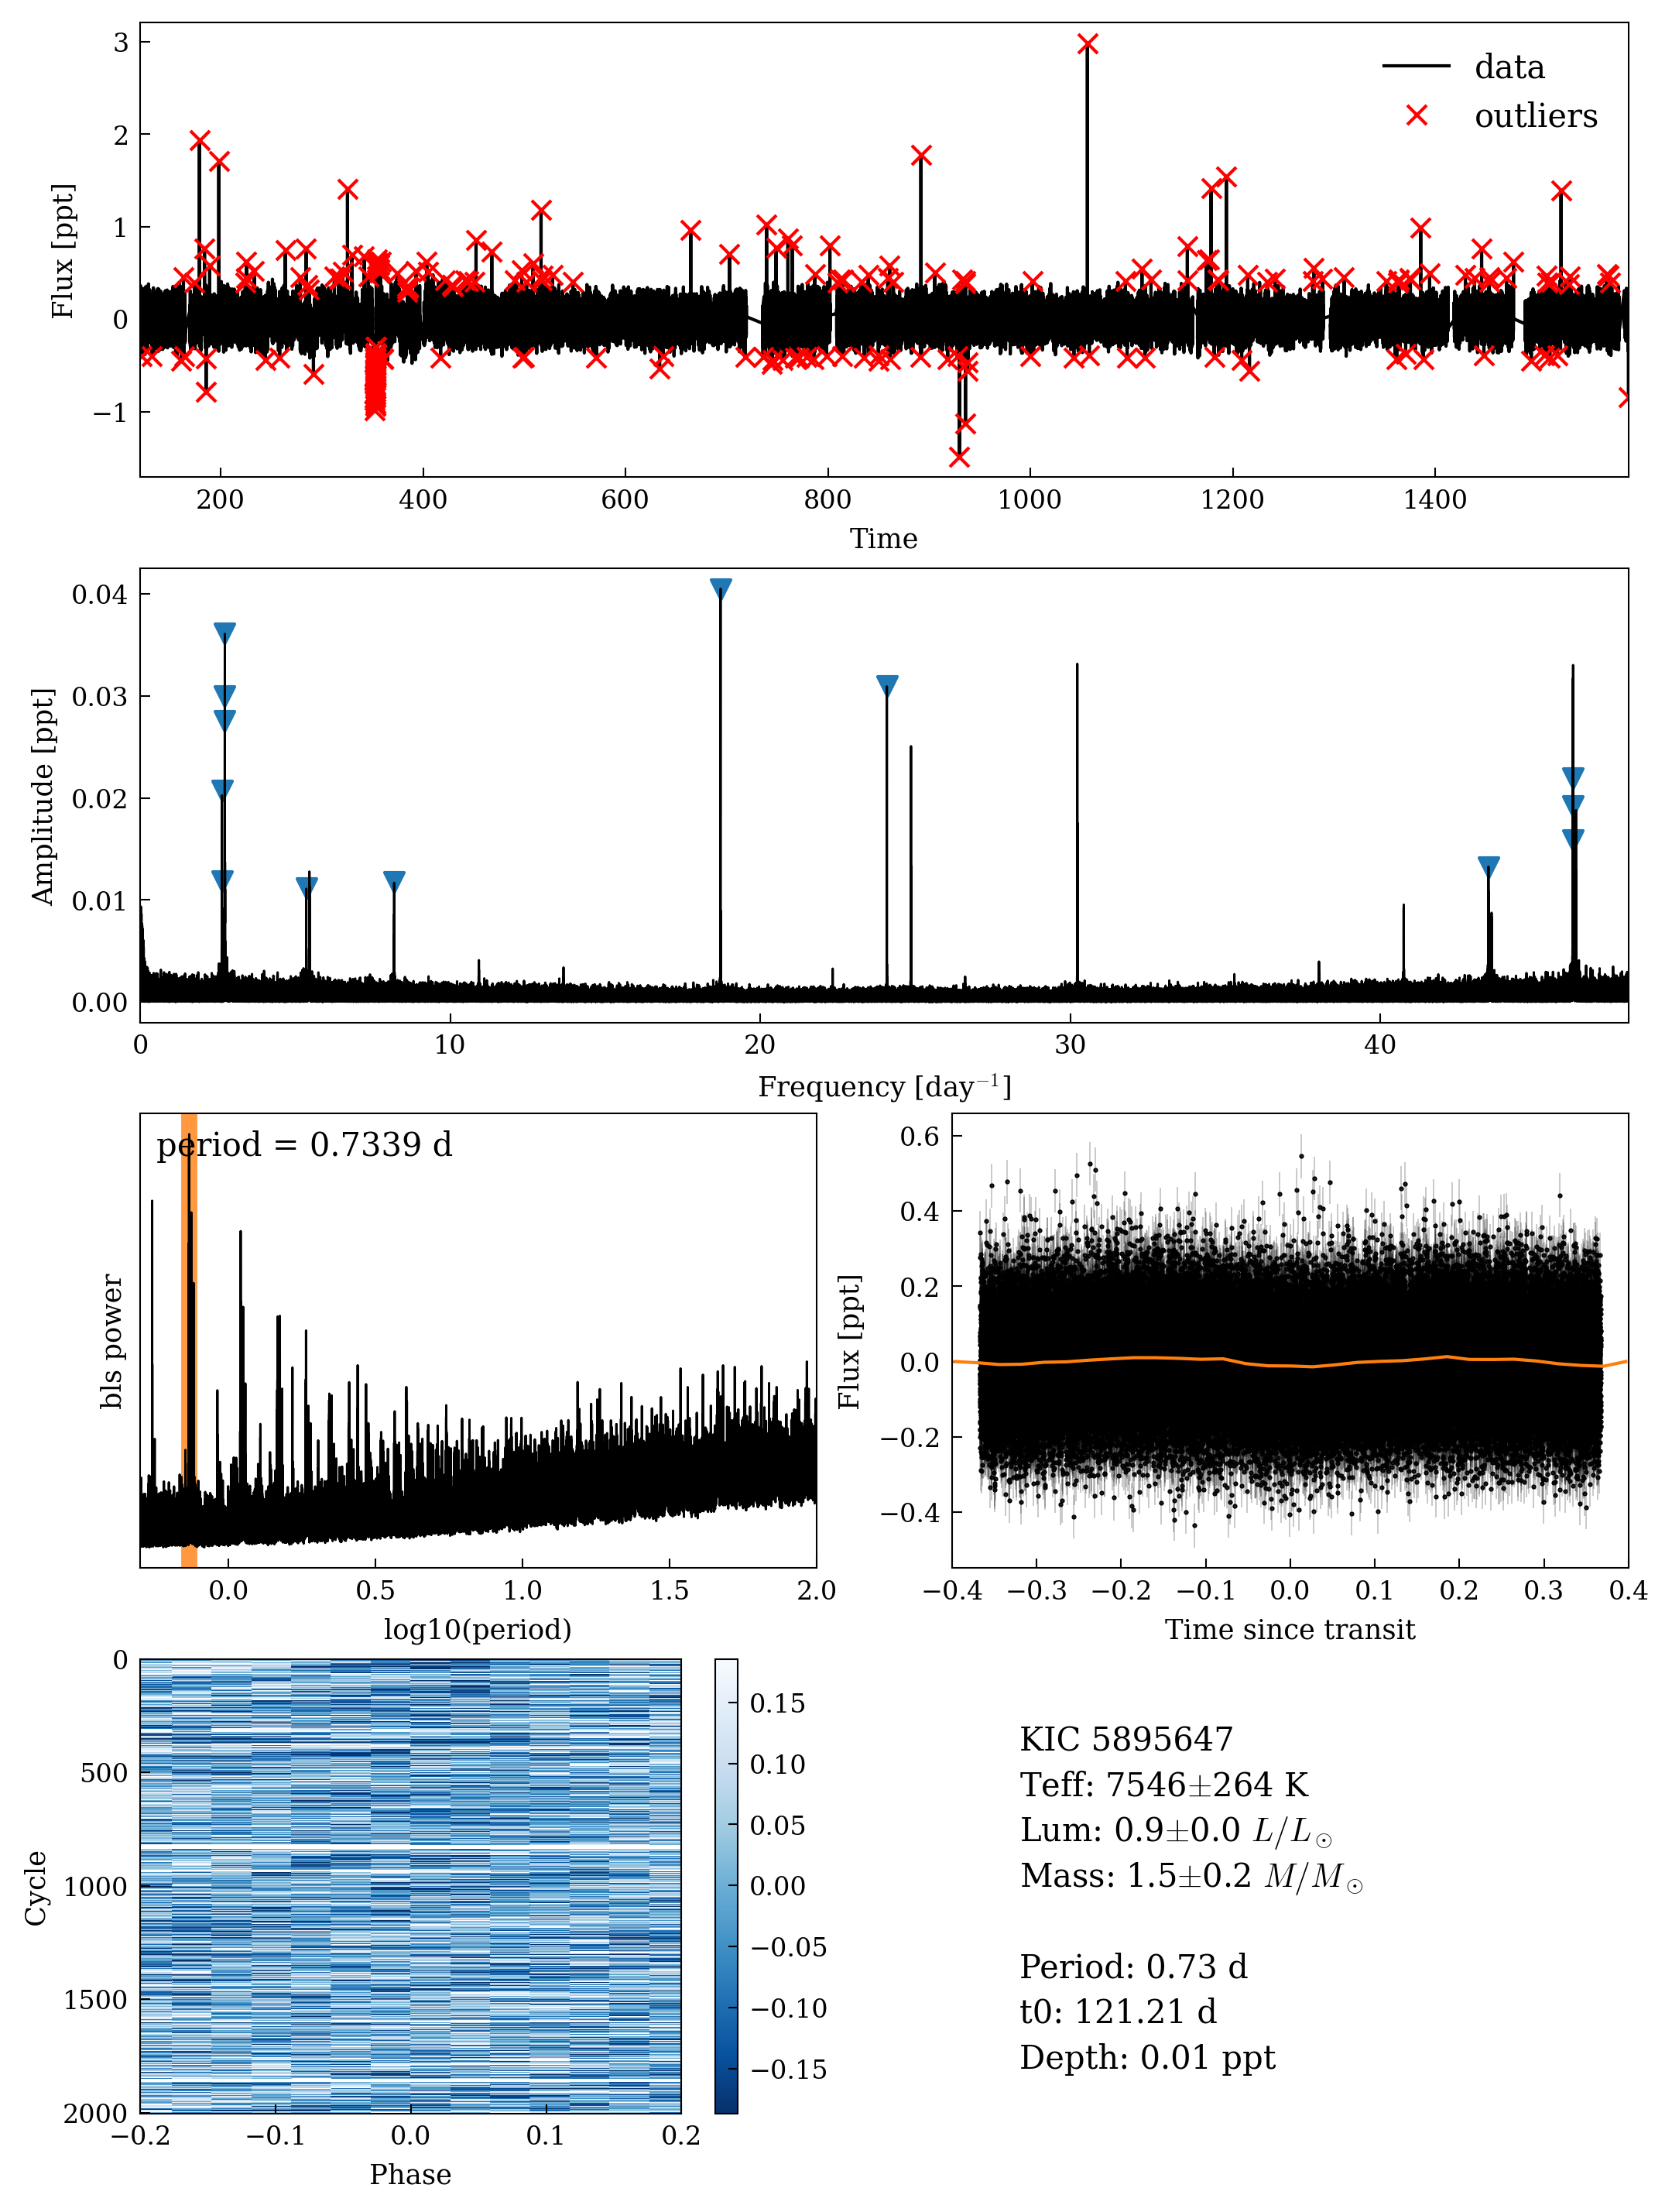 3
2
1
0
−1
Flux [ppt]
data
outliers
200 400 600 800 1000 1200 1400
Time
0.04
0.03
0.02
0.01
0.00
Amplitude [ppt]
0 10 20 30 40
Frequency [day⁻¹]
period = 0.7339 d
bls power
0.0 0.5 1.0 1.5 2.0
log10(period)
0.6
0.4
0.2
0.0
−0.2
−0.4
Flux [ppt]
−0.4 −0.3 −0.2 −0.1 0.0 0.1 0.2 0.3 0.4
Time since transit
0
500
1000
1500
2000
Cycle
−0.2 −0.1 0.0 0.1 0.2
Phase
0.15
0.10
0.05
0.00
−0.05
−0.10
−0.15
KIC 5895647
Teff: 7546±264 K
Lum: 0.9±0.0 L/L⊙
Mass: 1.5±0.2 M/M⊙
Period: 0.73 d
t0: 121.21 d
Depth: 0.01 ppt